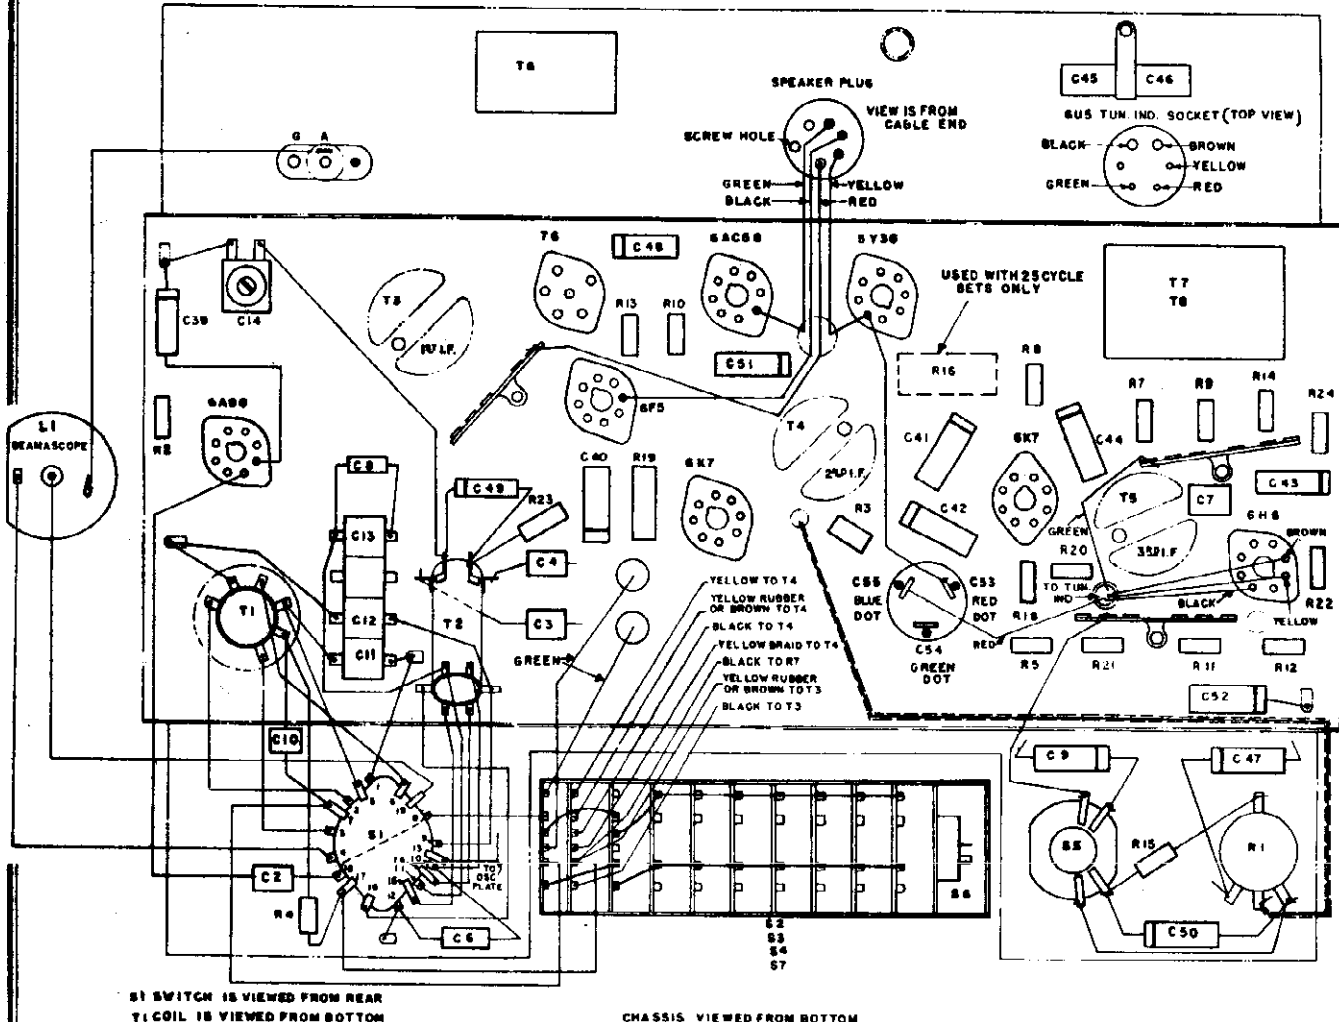 T6
C45
C46
SPEAKER PLUG
VIEW IS FROM
CABLE END
6U5 TUN. IND. SOCKET (TOP VIEW)
SCREW HOLE
BLACK
BROWN
YELLOW
GREEN
RED
G A
GREEN
YELLOW
BLACK
RED
76
C48
5Y3G
USED WITH 25 CYCLE
SETS ONLY
T7
T8
C39
C14
T3
1ST I.F.
R13
R10
C51
R16
R8
R7
R9
R14
R24
L1
BEAMASCOPE
R2
6F5
T4
2ND I.F.
C41
6K7
C44
C8
C49
R23
C40
R19
6K7
R3
C42
T5
3RD I.F.
C7
C43
6H6
GREEN
BROWN
C13
C4
C12
C11
T1
T2
C3
GREEN
YELLOW TO T4
YELLOW RUBBER
OR BROWN TO T4
BLACK TO T4
YELLOW BRAID TO T4
BLACK TO R7
YELLOW RUBBER
OR BROWN TO T3
BLACK TO T3
C55
BLUE
DOT
C53
RED
DOT
C54
GREEN
DOT
R20
TO TUN.
IND
R18
BLACK
YELLOW
R22
RED
R5
R21
R11
R12
C52
C10
C9
C47
S1
TO 7
OSC
PLATE
C2
R4
C6
S6
S2
S3
S4
S7
S5
R15
R1
C50
S1 SWITCH IS VIEWED FROM REAR
T1 COIL IS VIEWED FROM BOTTOM
CHASSIS VIEWED FROM BOTTOM